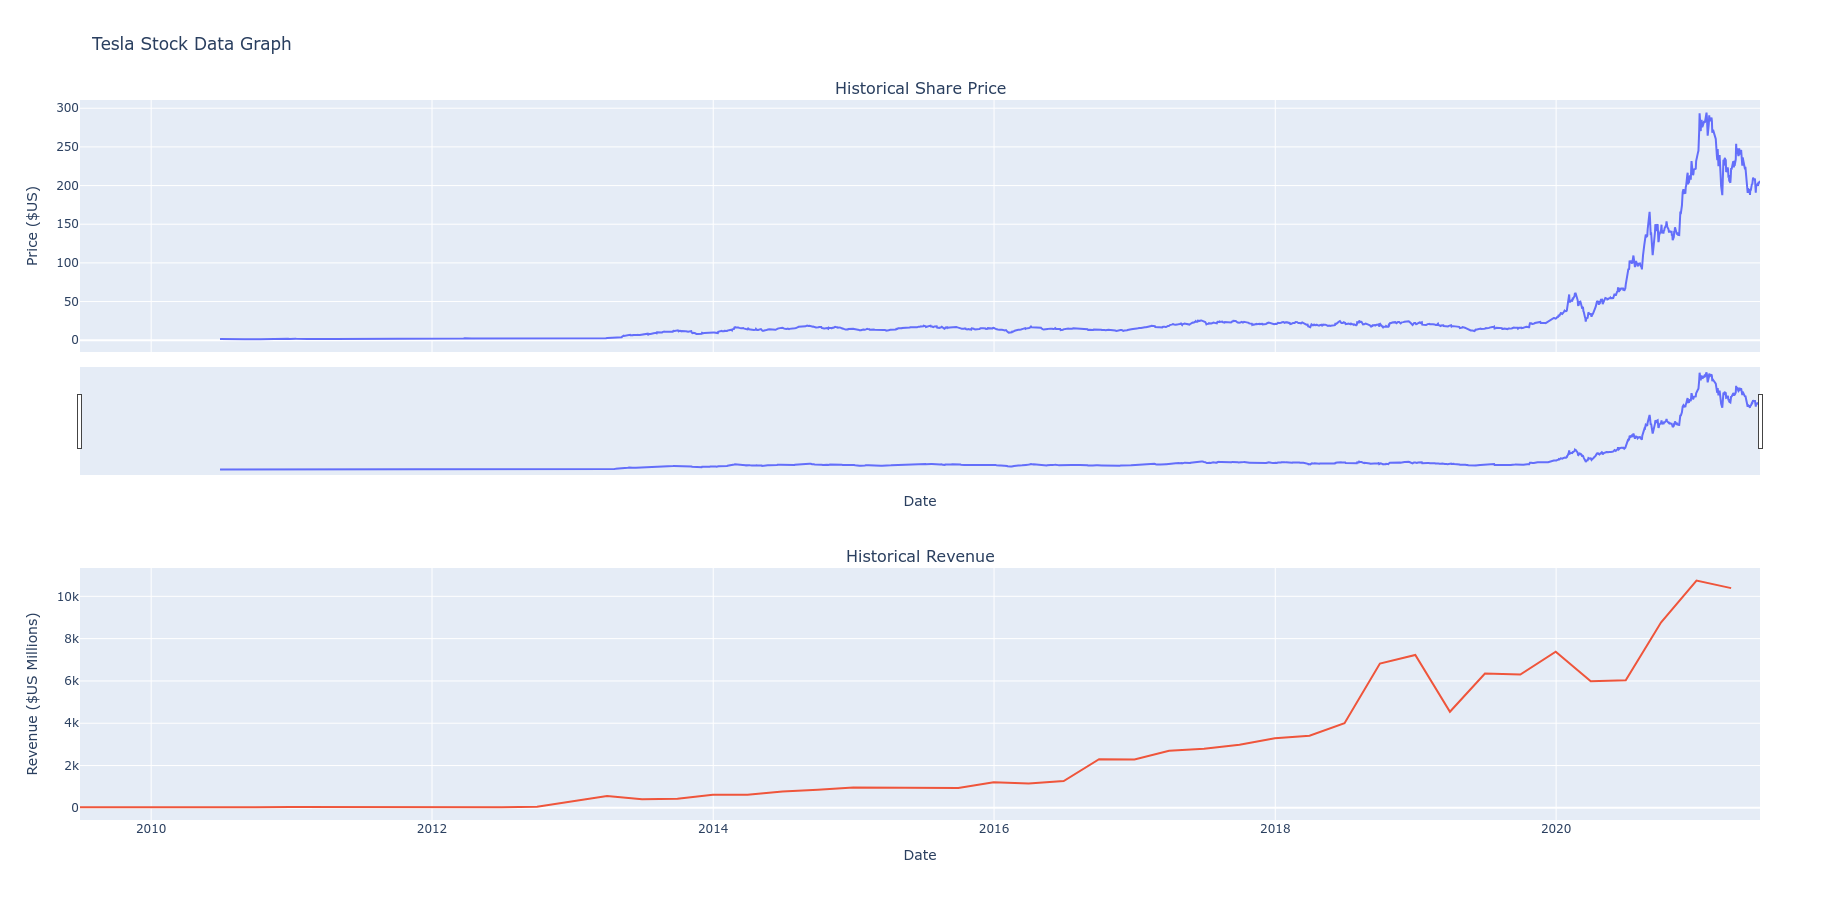 Tesla Stock Data Graph
Historical Share Price
300
250
200
150
100
50
0
Price ($US)
Date
Historical Revenue
10k
8k
6k
4k
2k
0
Revenue ($US Millions)
2010 2012 2014 2016 2018 2020
Date